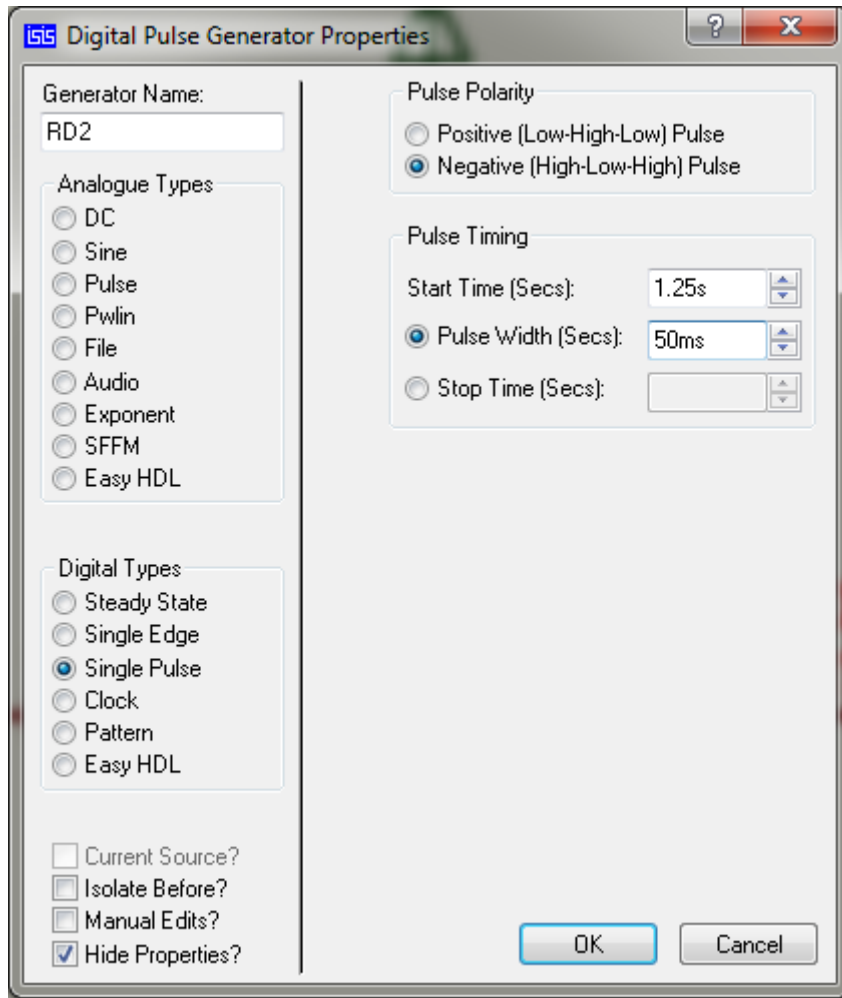 isis Digital Pulse Generator Properties
?
X
Generator Name:
RD2
Analogue Types
DC
Sine
Pulse
Pwlin
File
Audio
Exponent
SFFM
Easy HDL
Digital Types
Steady State
Single Edge
Single Pulse
Clock
Pattern
Easy HDL
Current Source?
Isolate Before?
Manual Edits?
Hide Properties?
Pulse Polarity
Positive (Low-High-Low) Pulse
Negative (High-Low-High) Pulse
Pulse Timing
Start Time (Secs): 1.25s
Pulse Width (Secs): 50ms
Stop Time (Secs):
OK Cancel